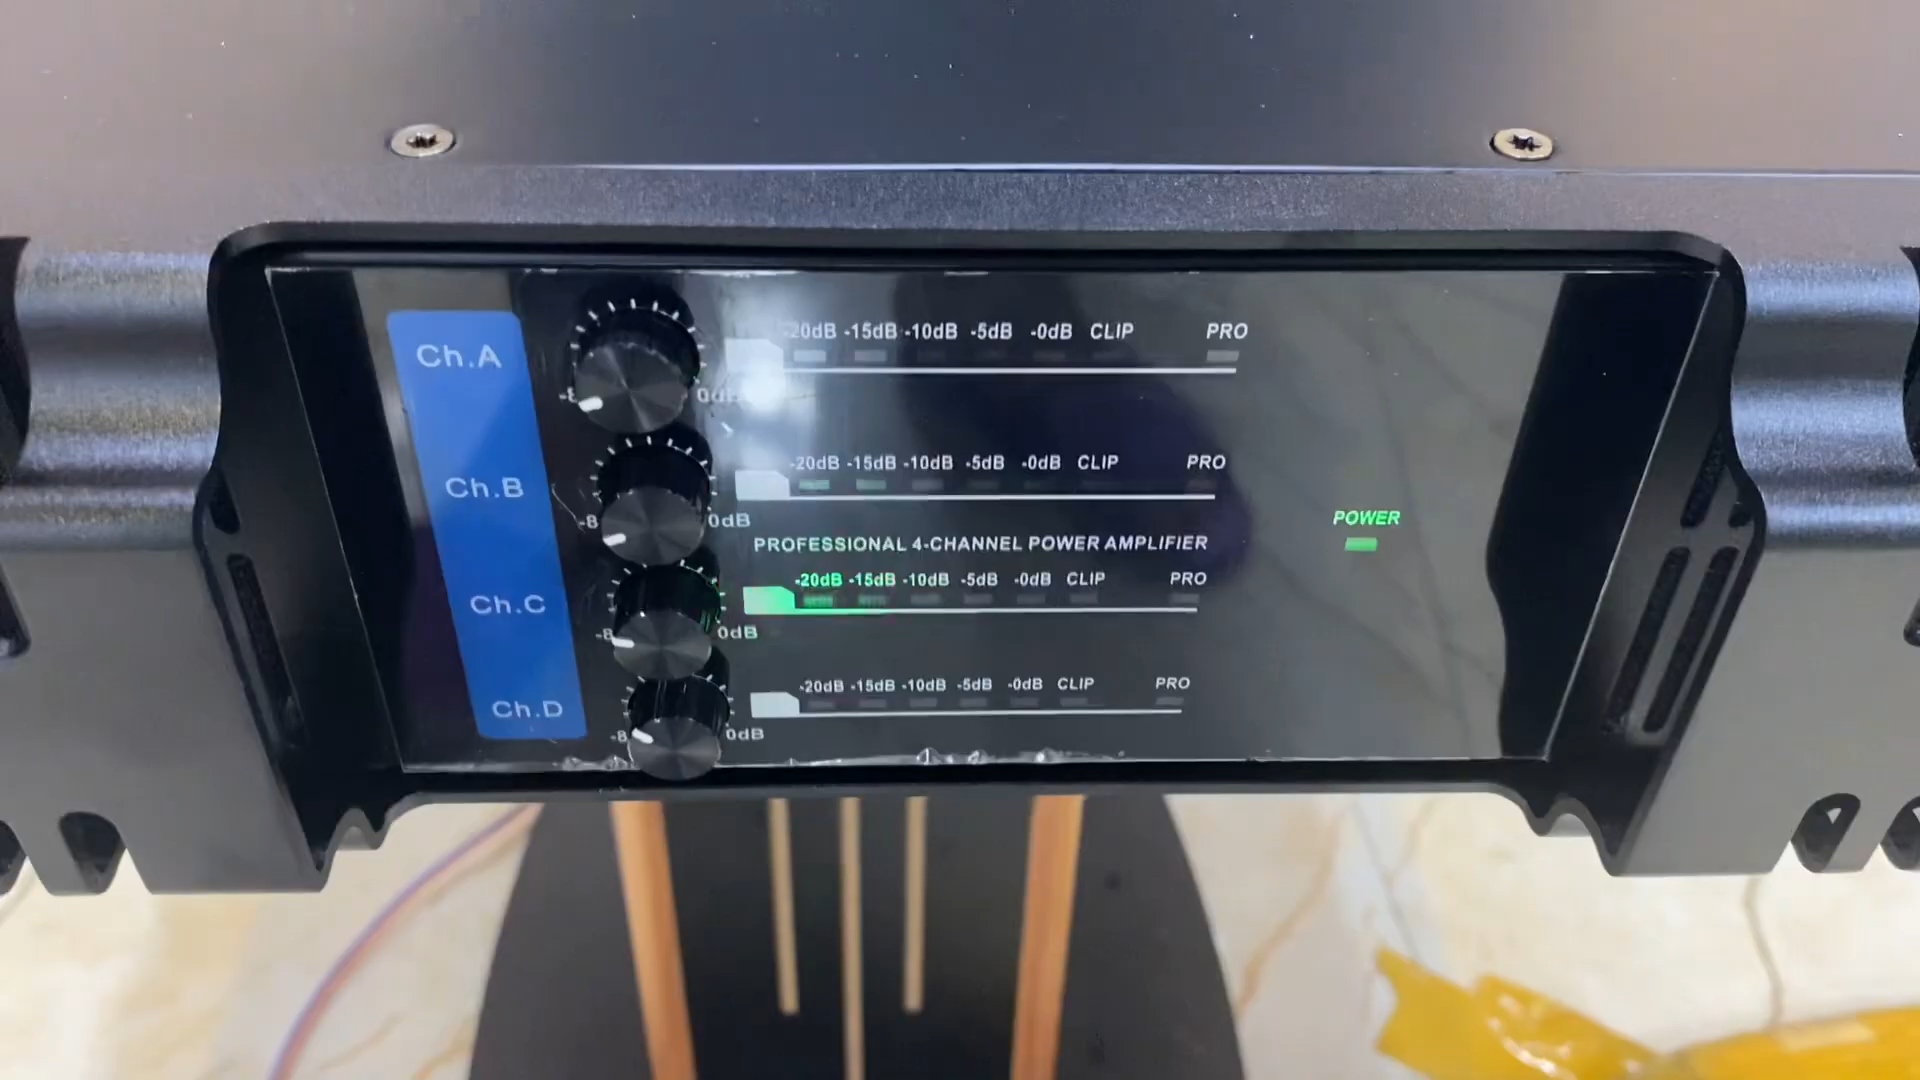 Ch.A -20dB -15dB -10dB -5dB -0dB CLIP PRO
0dB
Ch.B -20dB -15dB -10dB -5dB -0dB CLIP PRO
-8 0dB
POWER
PROFESSIONAL 4-CHANNEL POWER AMPLIFIER
Ch.C -20dB -15dB -10dB -5dB -0dB CLIP PRO
-8 0dB
Ch.D -20dB -15dB -10dB -5dB -0dB CLIP PRO
-8 0dB